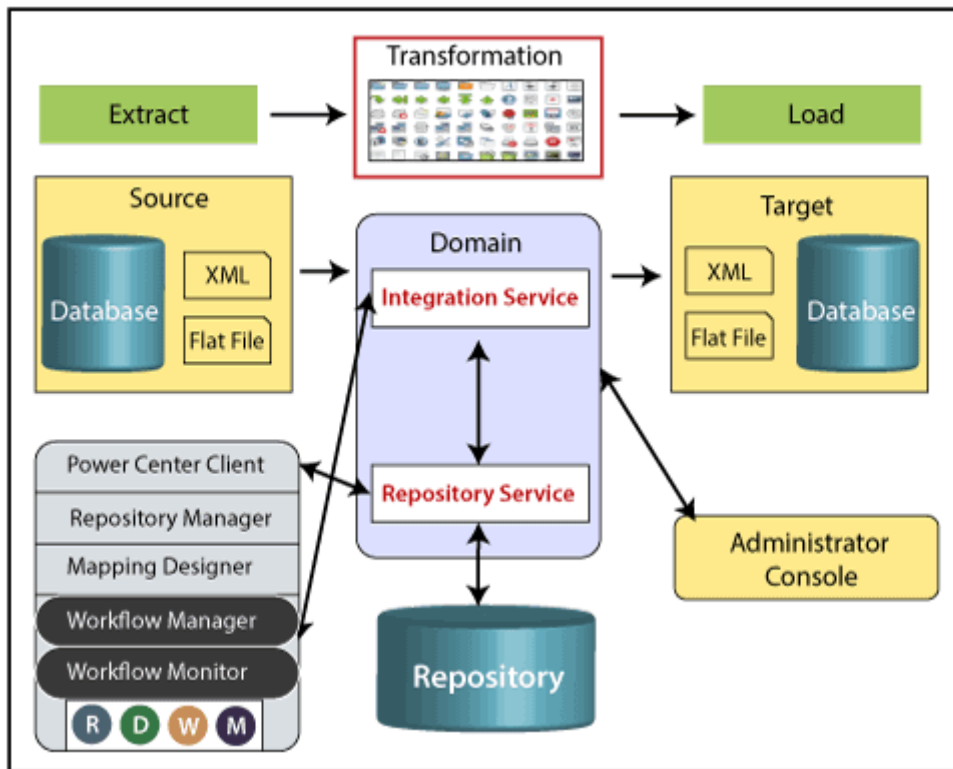 Transformation
Extract
Load
Source
Database
XML
Flat File
Domain
Integration Service
Repository Service
Target
XML
Flat File
Database
Power Center Client
Repository Manager
Mapping Designer
Workflow Manager
Workflow Monitor
R D W M
Repository
Administrator
Console